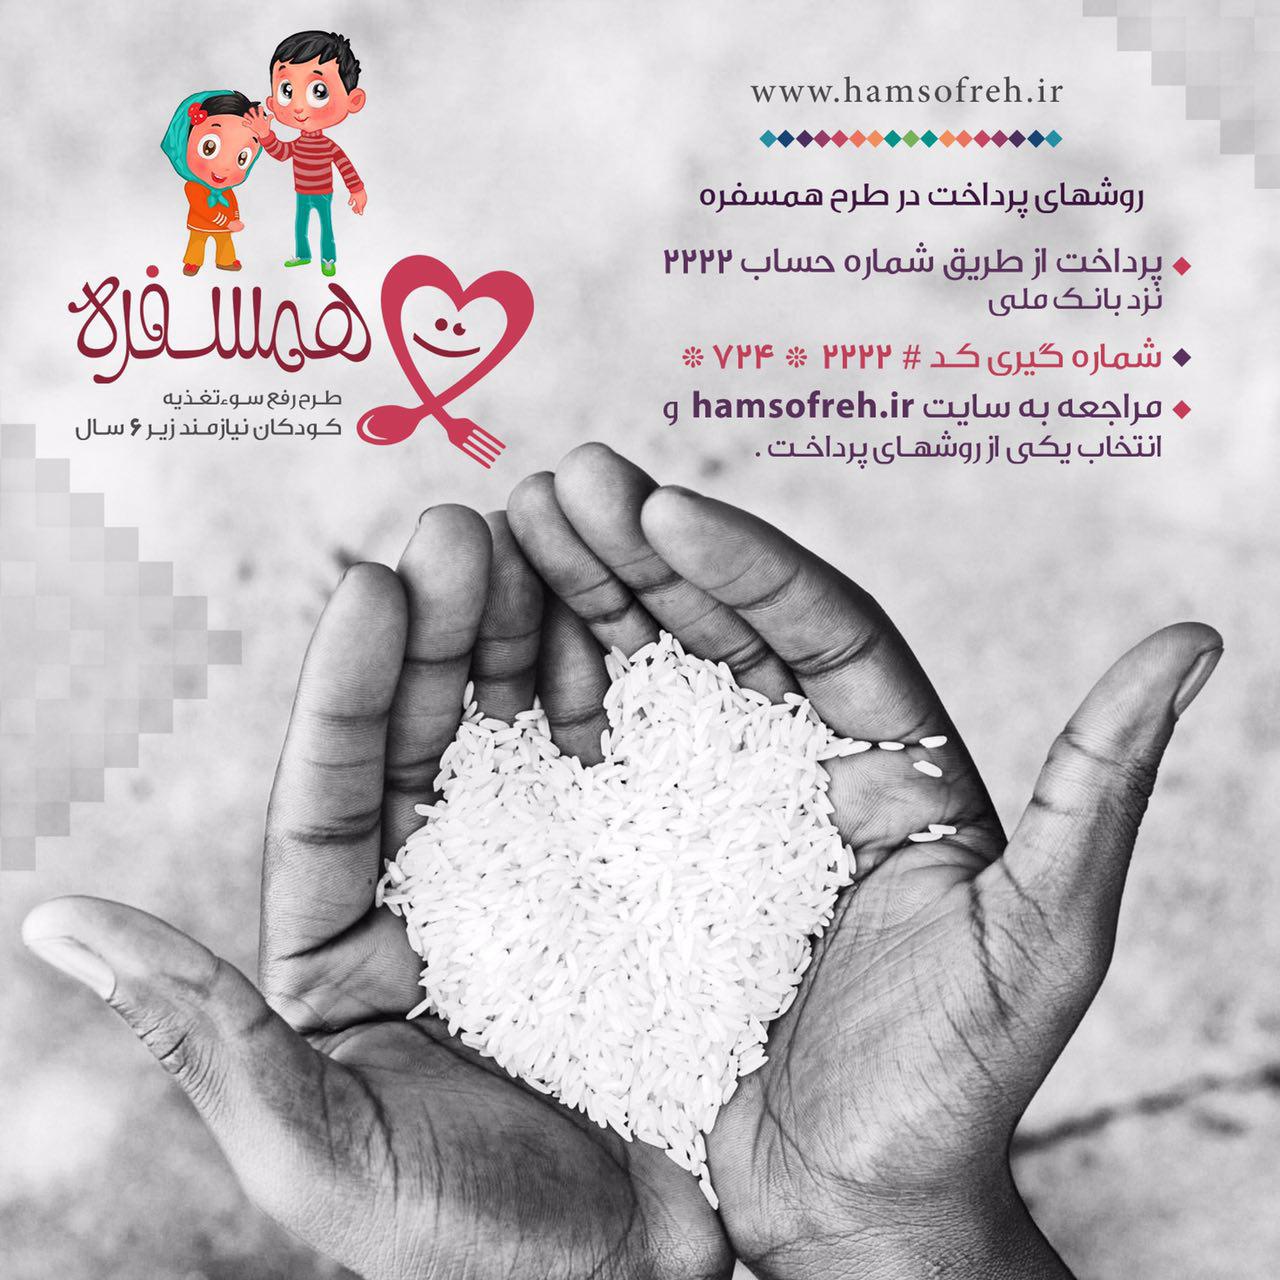 www.hamsofreh.ir
روشهای پرداخت در طرح همسفره
پرداخت از طریق شماره حساب ۲۲۲۲
نزد بانک ملی
شماره گیری کد # ۲۲۲۲ * ۷۲۴ *
مراجعه به سایت hamsofreh.ir و
انتخاب یکی از روشهای پرداخت .
همسفره
طرح رفع سوءتغذیه
کودکان نیازمند زیر ۶ سال